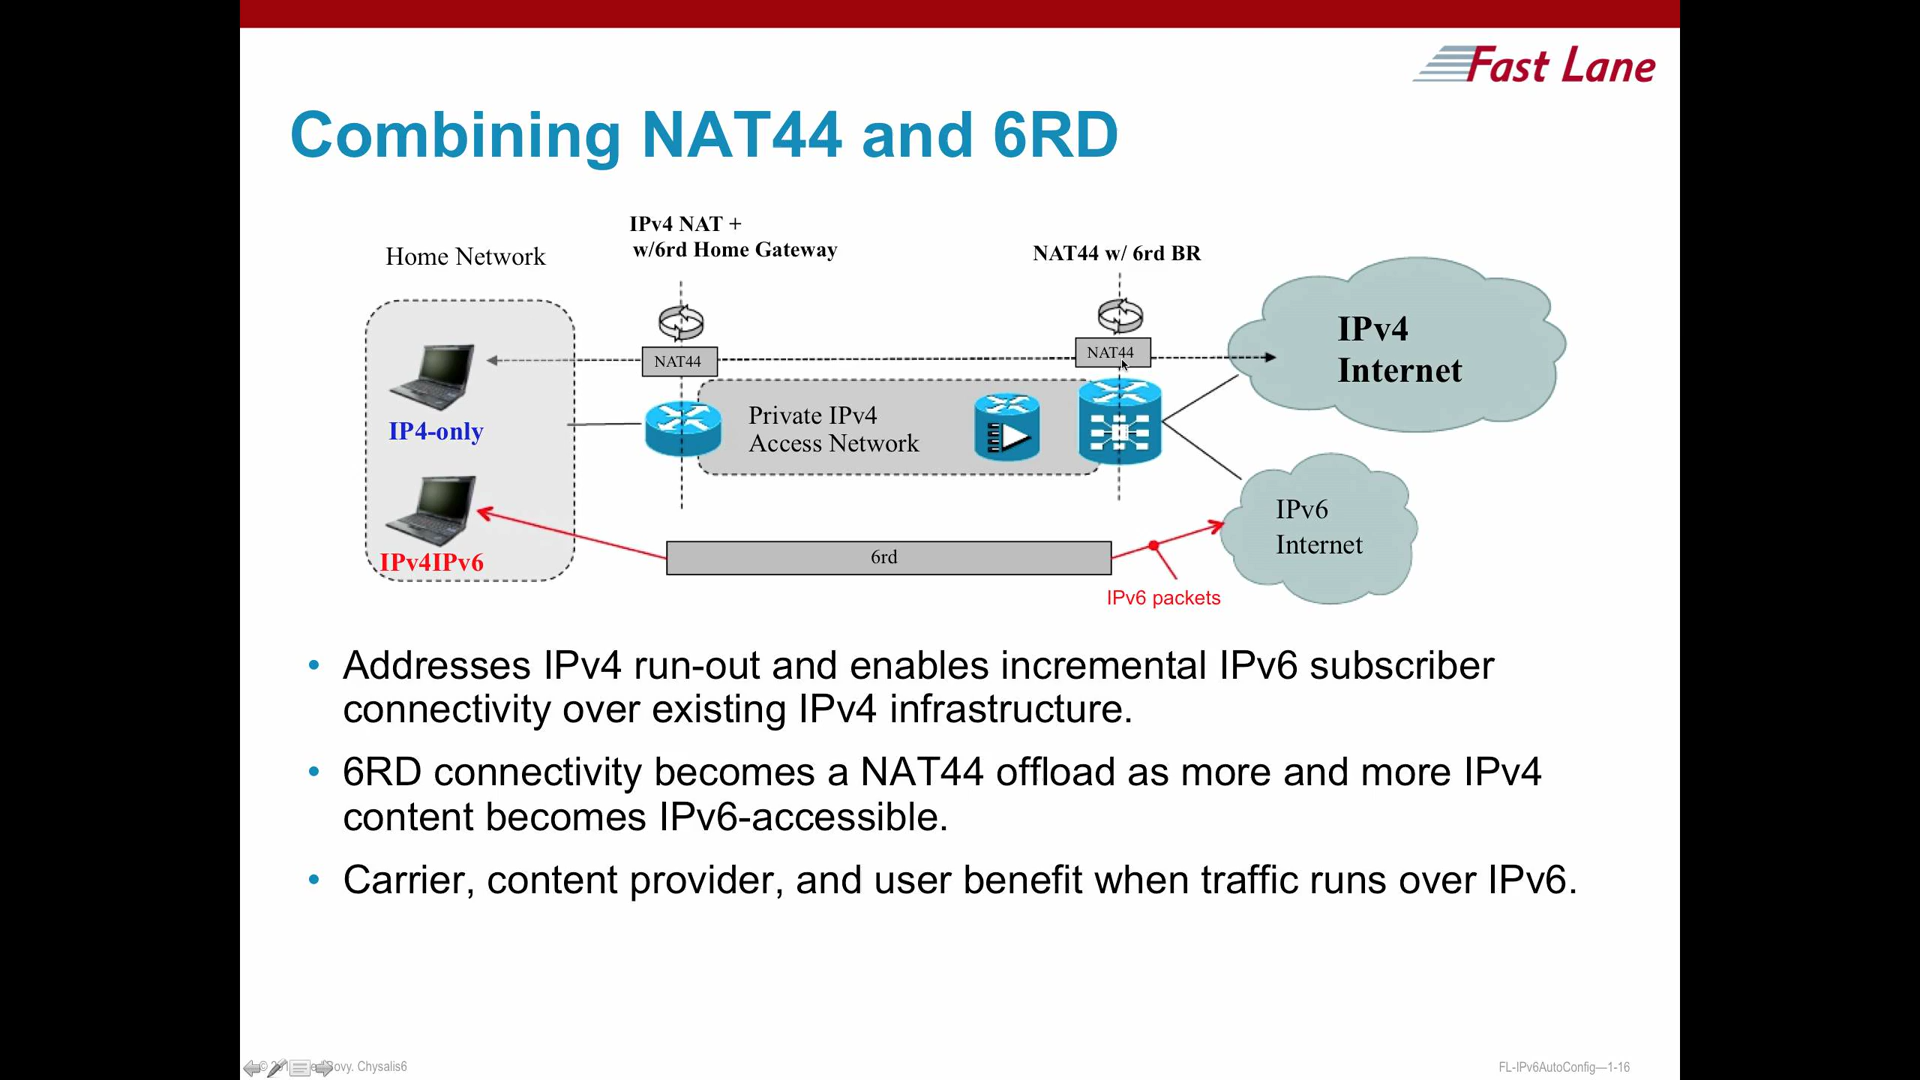 Fast Lane
Combining NAT44 and 6RD
IPv4 NAT +
w/6rd Home Gateway
Home Network
NAT44 w/ 6rd BR
IPv4
Internet
NAT44
NAT44
IP4-only
Private IPv4
Access Network
IPv6
Internet
IPv4IPv6
6rd
IPv6 packets
• Addresses IPv4 run-out and enables incremental IPv6 subscriber
connectivity over existing IPv4 infrastructure.
• 6RD connectivity becomes a NAT44 offload as more and more IPv4
content becomes IPv6-accessible.
• Carrier, content provider, and user benefit when traffic runs over IPv6.
Bovy. Chysalis6
FL-IPv6AutoConfig—1-16